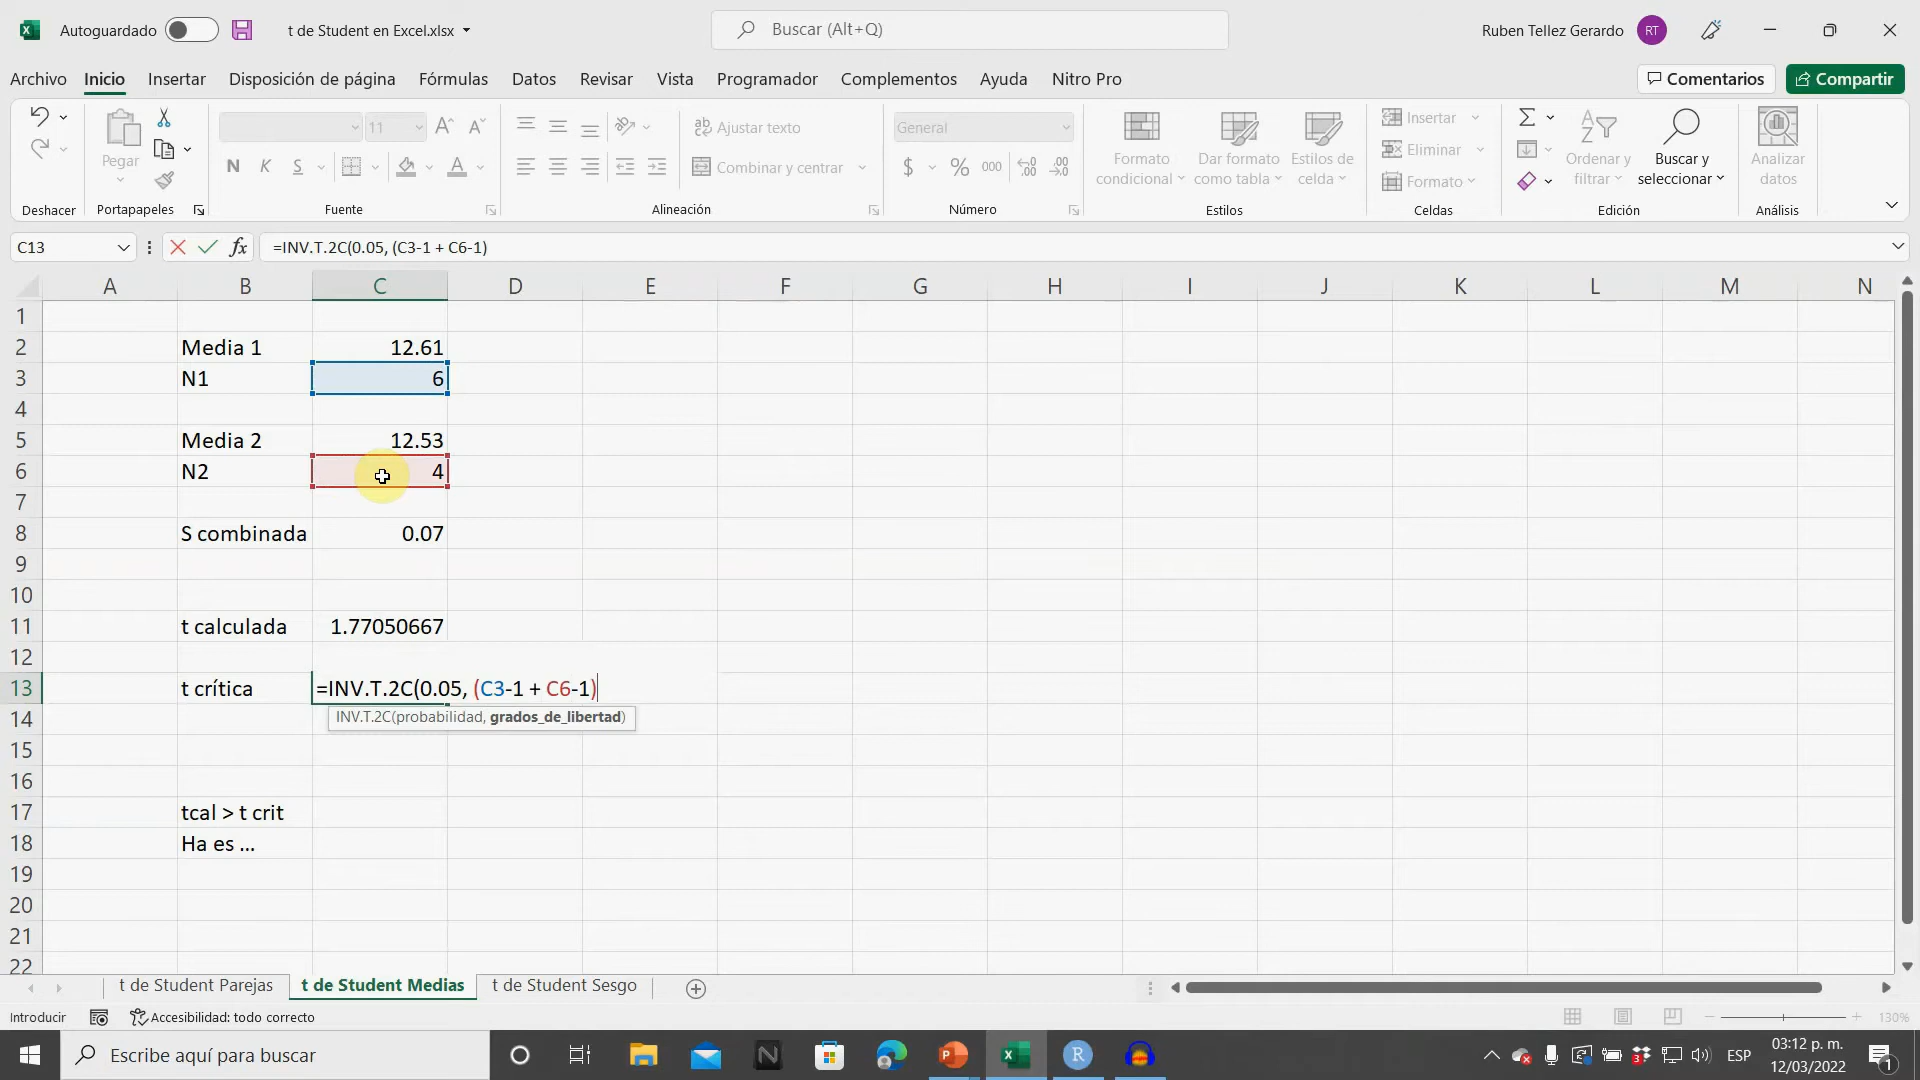 Autoguardado
t de Student en Excel.xlsx
Buscar (Alt+Q)
Ruben Tellez Gerardo
RT
Archivo Inicio Insertar Disposición de página Fórmulas Datos Revisar Vista Programador Complementos Ayuda Nitro Pro
Comentarios
Compartir
Pegar
11
N K S
Ajustar texto
Combinar y centrar
General
$ % 000
Formato condicional
Dar formato como tabla
Estilos de celda
Insertar
Eliminar
Formato
Ordenar y filtrar
Buscar y seleccionar
Analizar datos
Deshacer Portapapeles Fuente Alineación Número Estilos Celdas Edición Análisis
C13
fx
=INV.T.2C(0.05, (C3-1 + C6-1)
A B C D E F G H I J K L M N
1
2 Media 1 12.61
3 N1 6
4
5 Media 2 12.53
6 N2 4
7
8 S combinada 0.07
9
10
11 t calculada 1.77050667
12
13 t crítica =INV.T.2C(0.05, (C3-1 + C6-1)
14 INV.T.2C(probabilidad, grados_de_libertad)
15
16
17 tcal > t crit
18 Ha es ...
19
20
21
22
t de Student Parejas t de Student Medias t de Student Sesgo
Introducir
Accesibilidad: todo correcto
130%
Escribe aquí para buscar
ESP
03:12 p. m.
12/03/2022
1